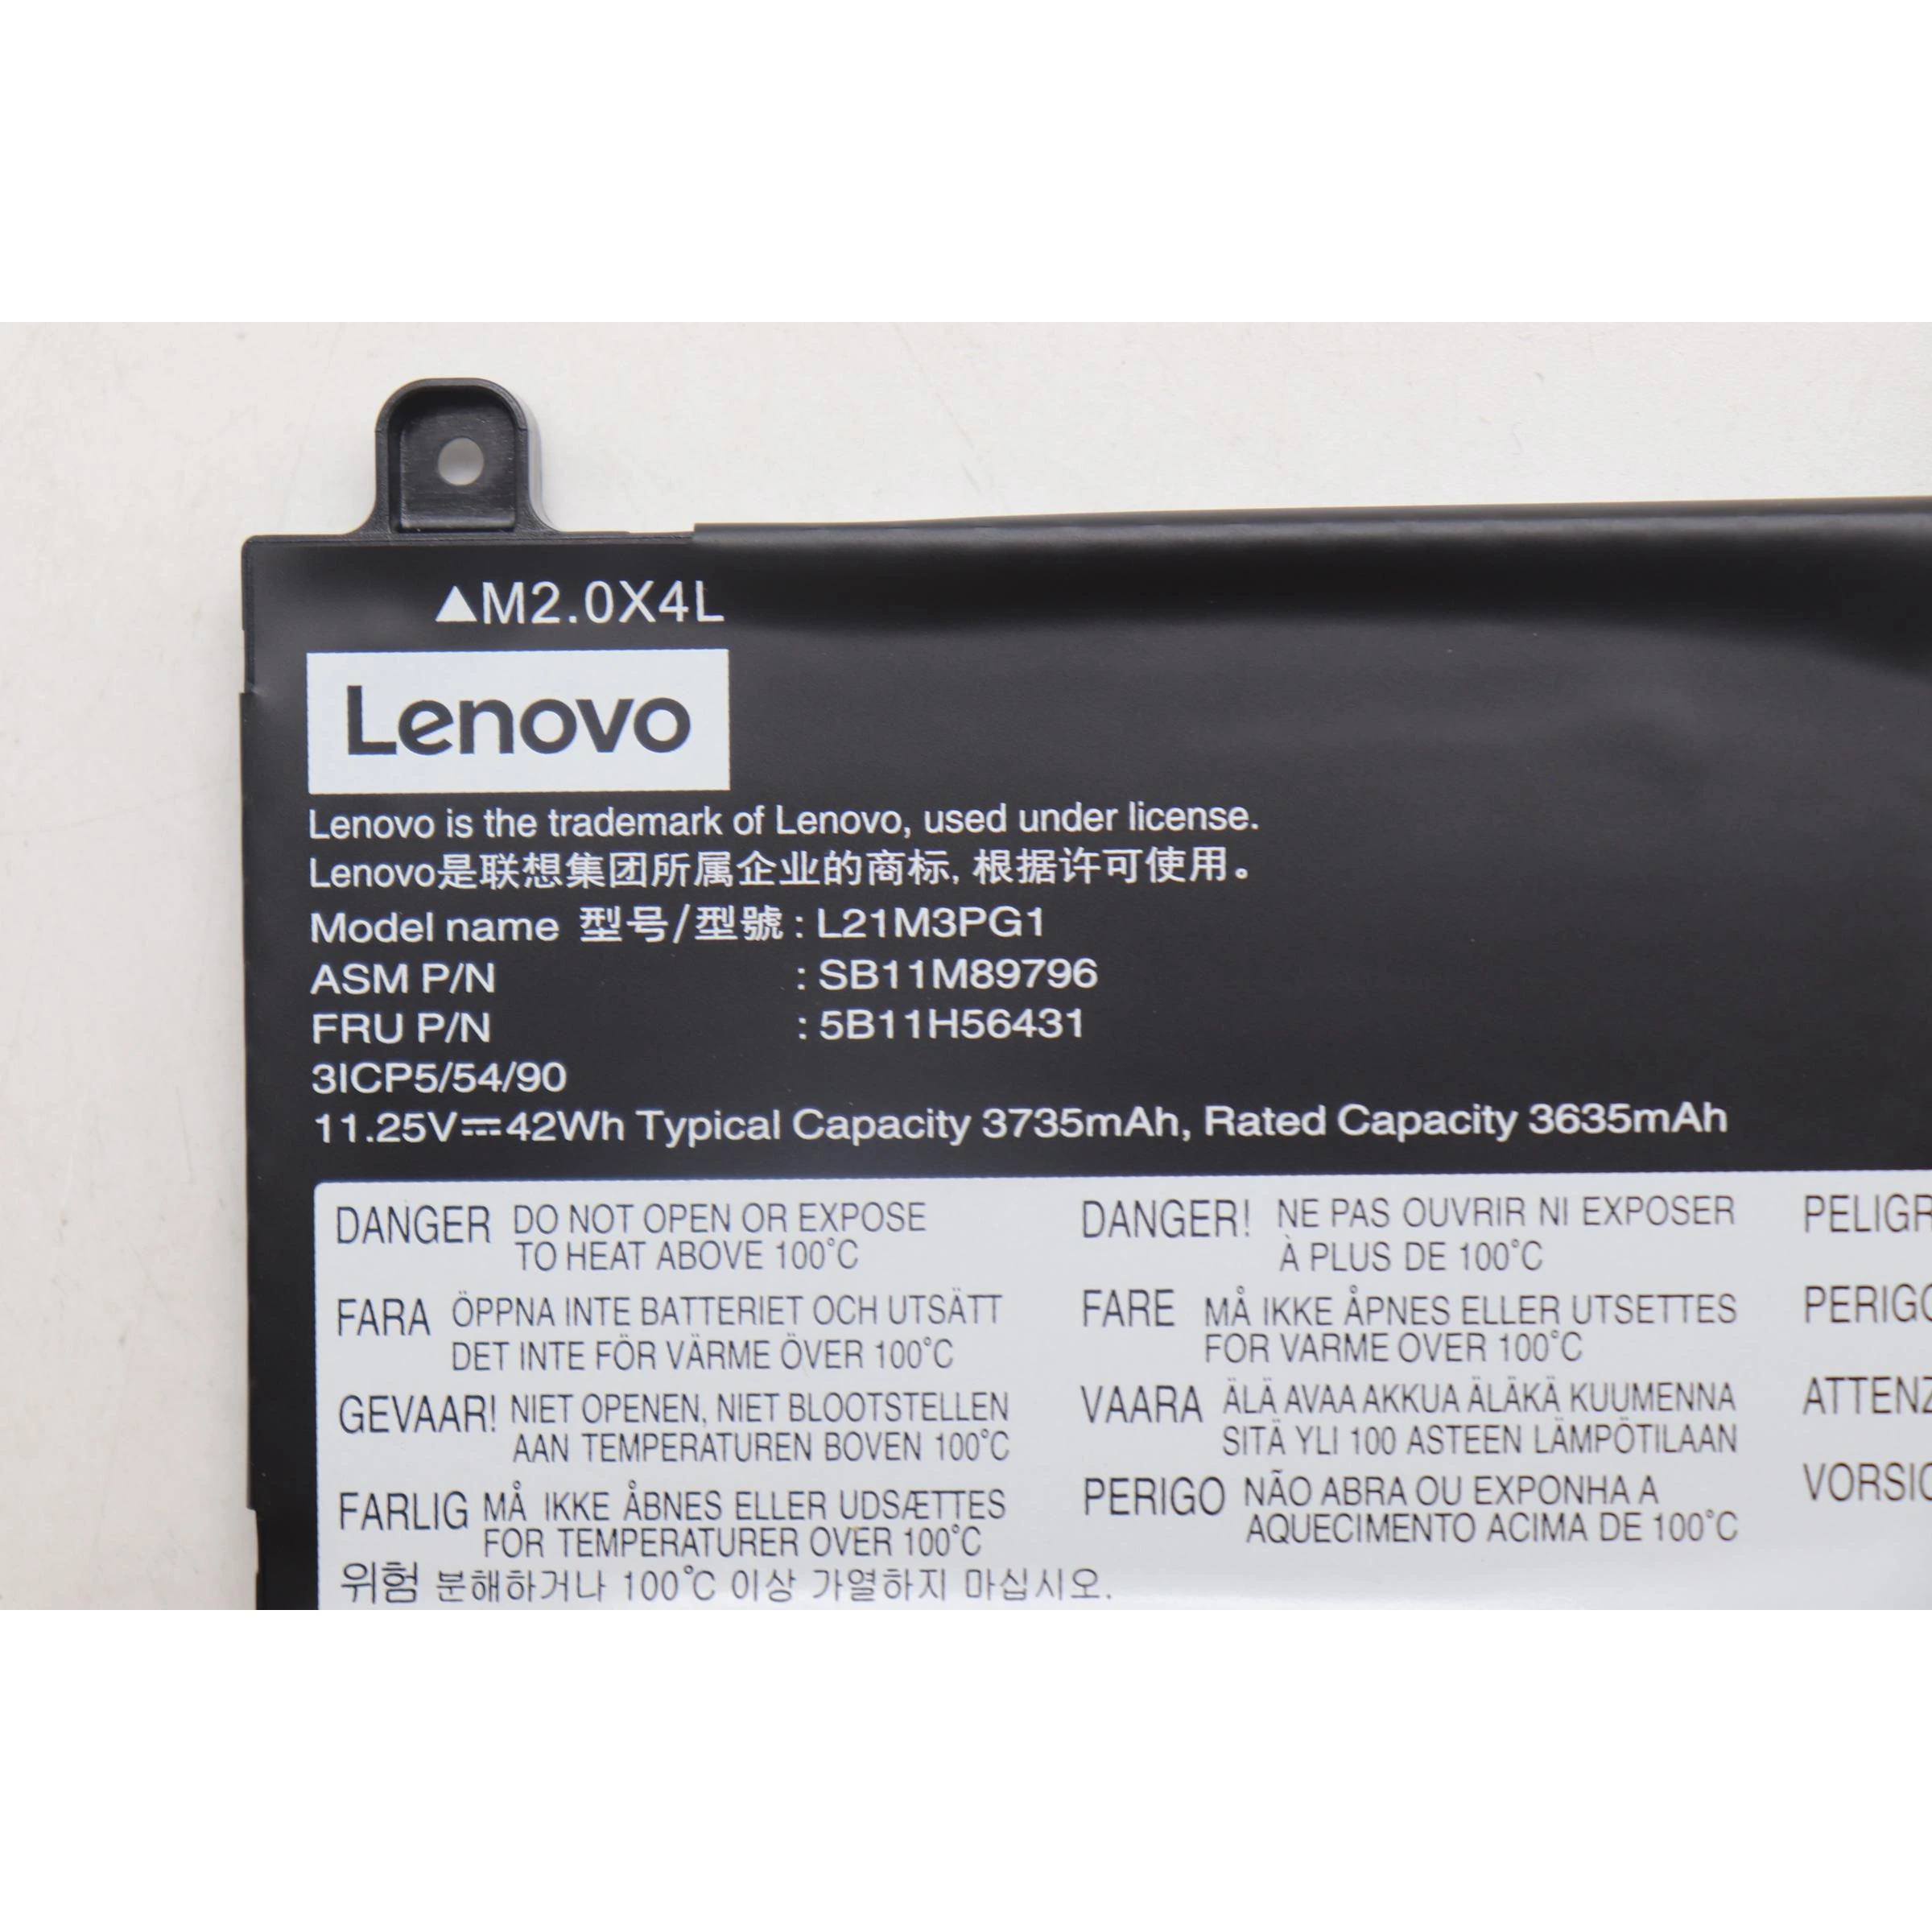 ▲M2.0X4L
Lenovo
Lenovo is the trademark of Lenovo, used under license.
Lenovo是联想集团所属企业的商标, 根据许可使用。
Model name 型号/型號 : L21M3PG1
ASM P/N : SB11M89796
FRU P/N : 5B11H56431
3ICP5/54/90
11.25V⎓42Wh Typical Capacity 3735mAh, Rated Capacity 3635mAh
DANGER DO NOT OPEN OR EXPOSE
TO HEAT ABOVE 100°C
FARA ÖPPNA INTE BATTERIET OCH UTSÄTT
DET INTE FÖR VÄRME ÖVER 100°C
GEVAAR! NIET OPENEN, NIET BLOOTSTELLEN
AAN TEMPERATUREN BOVEN 100°C
FARLIG MÅ IKKE ÅBNES ELLER UDSÆTTES
FOR TEMPERATURER OVER 100°C
위험 분해하거나 100°C 이상 가열하지 마십시오.
DANGER! NE PAS OUVRIR NI EXPOSER
À PLUS DE 100°C
FARE MÅ IKKE ÅPNES ELLER UTSETTES
FOR VARME OVER 100°C
VAARA ÄLÄ AVAA AKKUA ÄLÄKÄ KUUMENNA
SITÄ YLI 100 ASTEEN LÄMPÖTILAAN
PERIGO NÃO ABRA OU EXPONHA A
AQUECIMENTO ACIMA DE 100°C